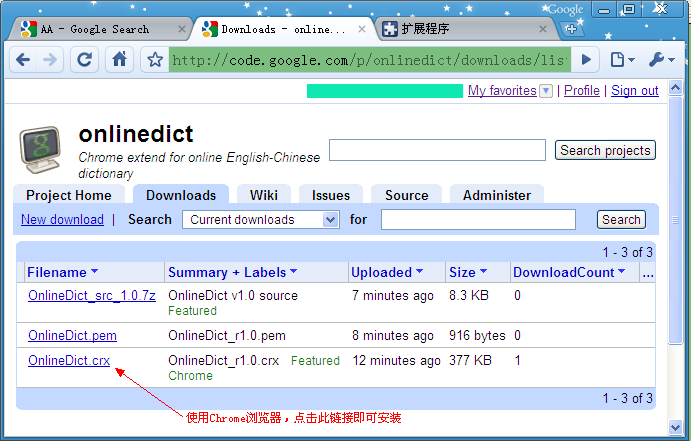 Google
AA - Google Search
Downloads - online...
扩展程序
http://code.google.com/p/onlinedict/downloads/list
My favorites ▼ | Profile | Sign out
onlinedict
Chrome extend for online English-Chinese
dictionary
Search projects
Project Home Downloads Wiki Issues Source Administer
New download | Search Current downloads for Search
1 - 3 of 3
Filename ▼ Summary + Labels ▼ Uploaded ▼ Size ▼ DownloadCount ▼ ...
OnlineDict_src_1.0.7z OnlineDict v1.0 source 7 minutes ago 8.3 KB 0
Featured
OnlineDict.pem OnlineDict_r1.0.pem 8 minutes ago 916 bytes 0
OnlineDict.crx OnlineDict_r1.0.crx Featured 12 minutes ago 377 KB 1
Chrome
1 - 3 of 3
使用Chrome浏览器，点击此链接即可安装